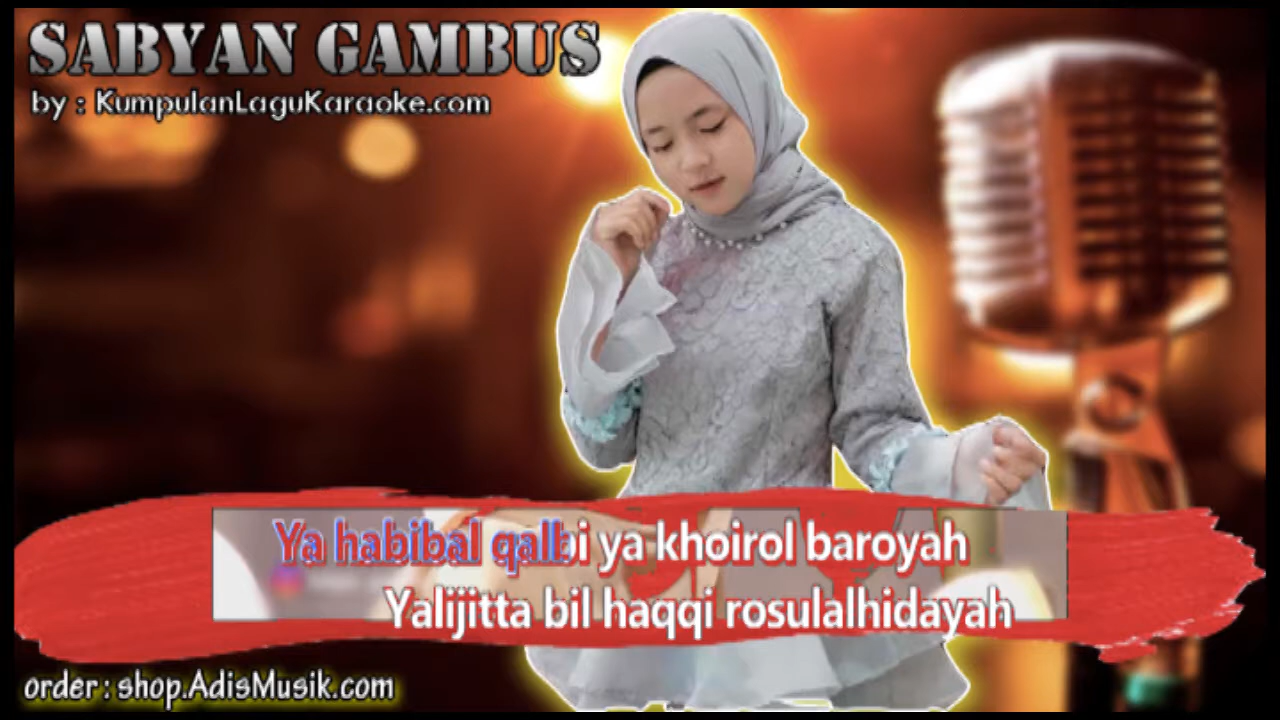 SABYAN GAMBUS
by : KumpulanLaguKaraoke.com
Ya habibal qalbi ya khoirol baroyah
Yalijitta bil haqqi rosulalhidayah
order : shop.AdisMusik.com